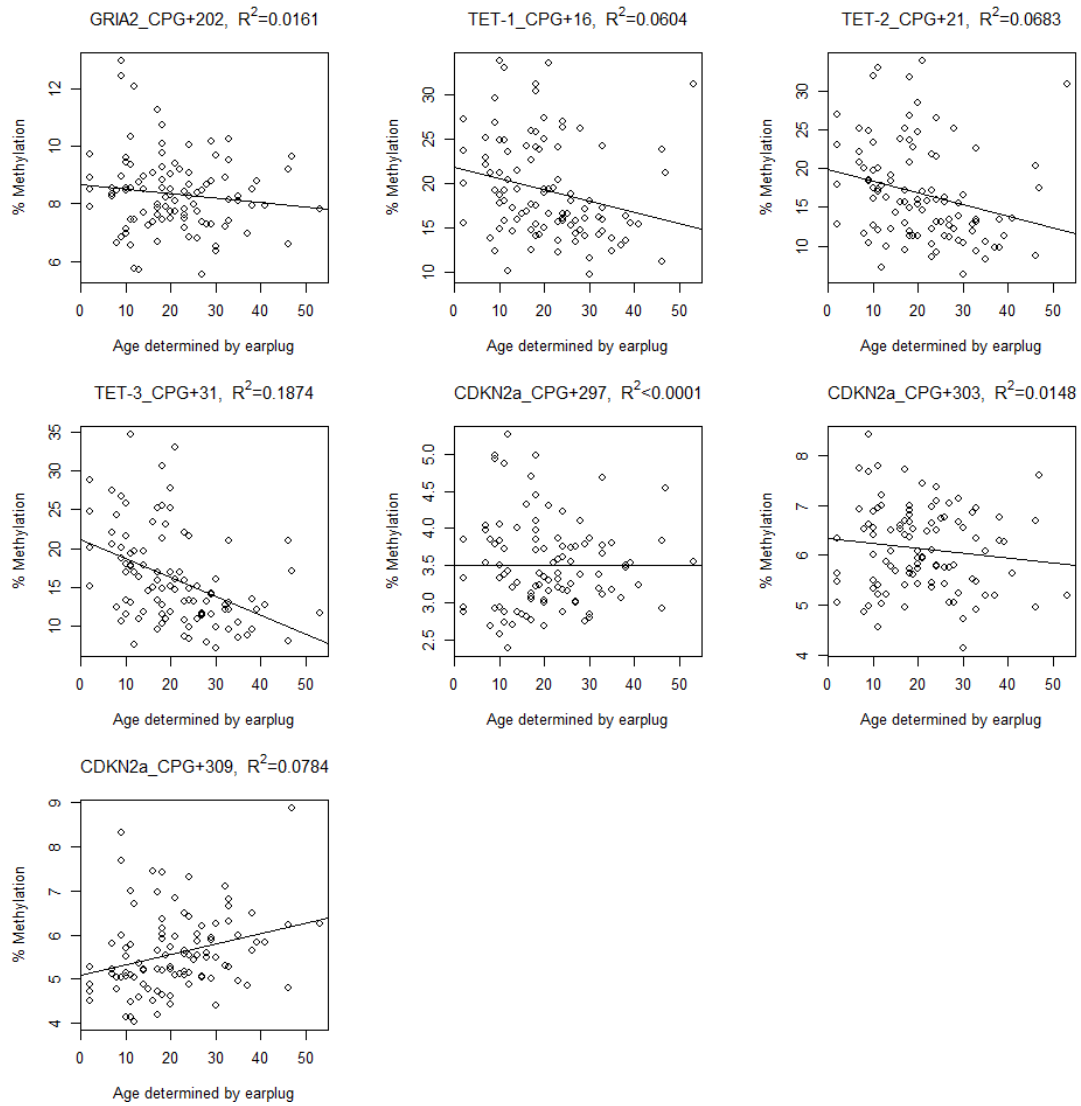 GRIA2_CPG+202, R²=0.0161
TET-1_CPG+16, R²=0.0604
TET-2_CPG+21, R²=0.0683
% Methylation
6 8 10 12
0 10 20 30 40 50
Age determined by earplug
% Methylation
10 15 20 25 30
0 10 20 30 40 50
Age determined by earplug
% Methylation
10 15 20 25 30
0 10 20 30 40 50
Age determined by earplug
TET-3_CPG+31, R²=0.1874
CDKN2a_CPG+297, R²<0.0001
CDKN2a_CPG+303, R²=0.0148
% Methylation
10 15 20 25 30 35
0 10 20 30 40 50
Age determined by earplug
% Methylation
2.5 3.0 3.5 4.0 4.5 5.0
0 10 20 30 40 50
Age determined by earplug
% Methylation
4 5 6 7 8
0 10 20 30 40 50
Age determined by earplug
CDKN2a_CPG+309, R²=0.0784
% Methylation
4 5 6 7 8 9
0 10 20 30 40 50
Age determined by earplug